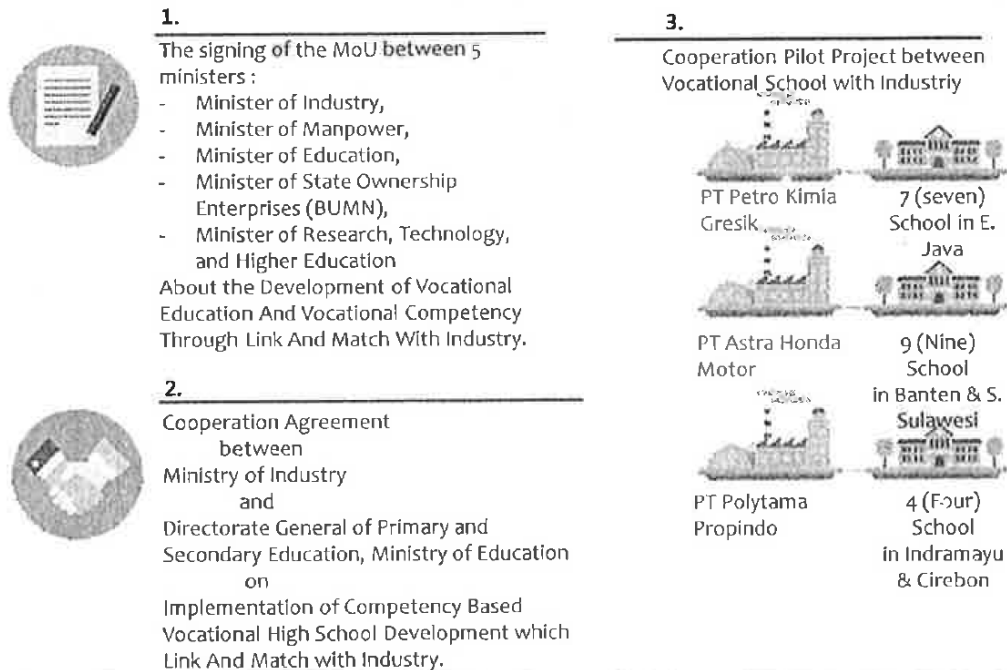 1.
The signing of the MoU between 5
ministers :
- Minister of Industry,
- Minister of Manpower,
- Minister of Education,
- Minister of State Ownership
Enterprises (BUMN),
- Minister of Research, Technology,
and Higher Education
About the Development of Vocational
Education And Vocational Competency
Through Link And Match With Industry.
2.
Cooperation Agreement
between
Ministry of Industry
and
Directorate General of Primary and
Secondary Education, Ministry of Education
on
Implementation of Competency Based
Vocational High School Development which
Link And Match with Industry.
3.
Cooperation Pilot Project between
Vocational School with Industriy
PT Petro Kimia
Gresik
7 (seven)
School in E.
Java
PT Astra Honda
Motor
9 (Nine)
School
in Banten & S.
Sulawesi
PT Polytama
Propindo
4 (Four)
School
in Indramayu
& Cirebon